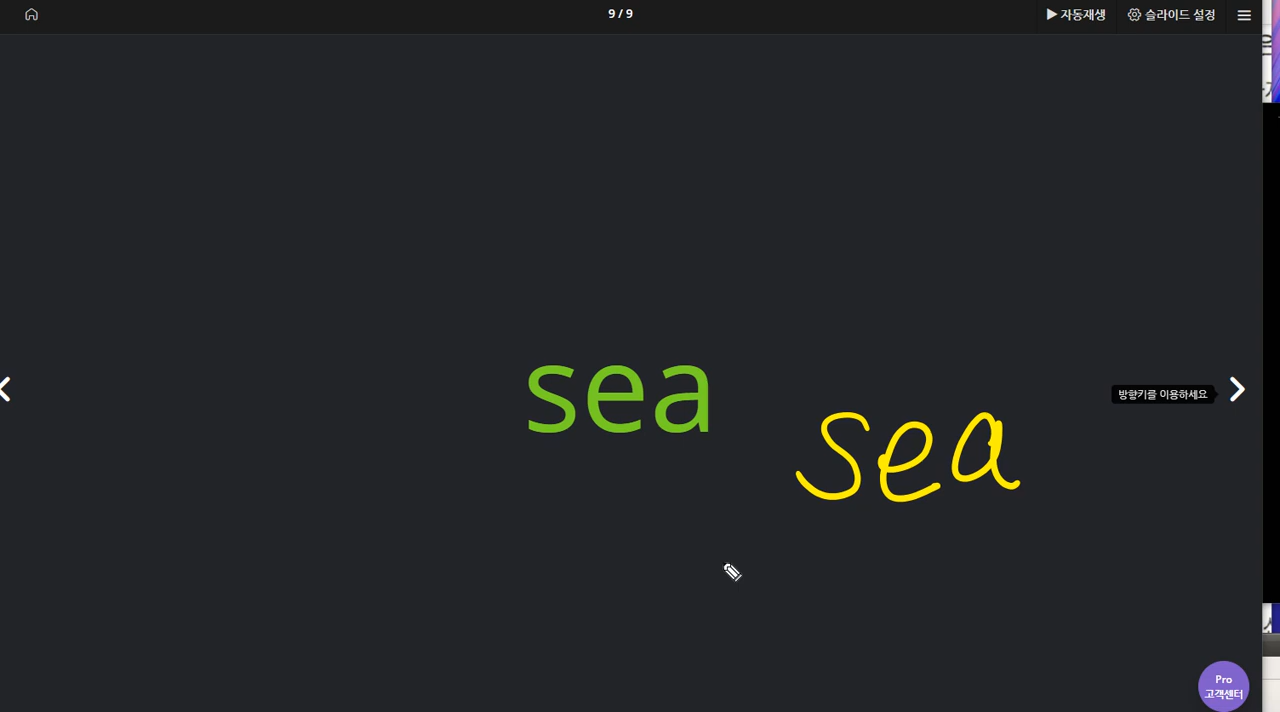 9 / 9
▶ 자동재생
슬라이드 설정
sea
방향키를 이용하세요
sea
Pro
고객센터